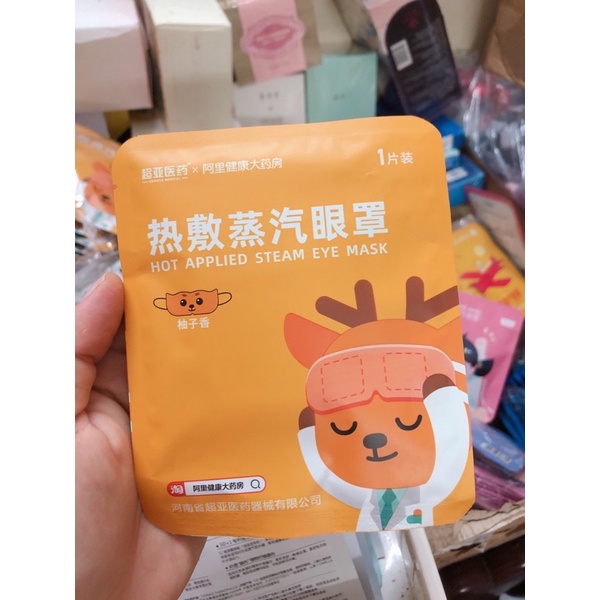 超亚医药 × 阿里健康大药房
1片装
热敷蒸汽眼罩
HOT APPLIED STEAM EYE MASK
柚子香
淘 阿里健康大药房
河南省超亚医药器械有限公司